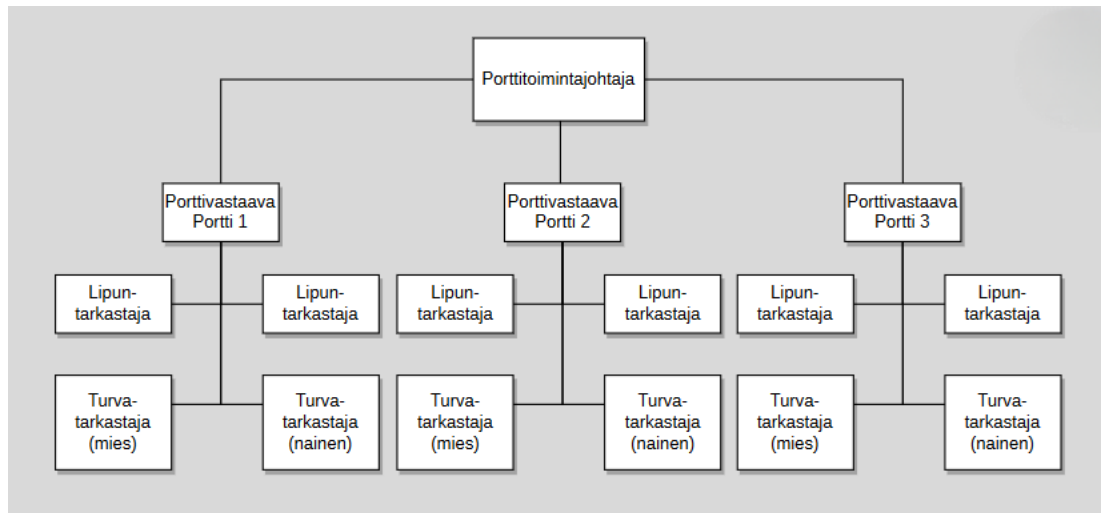 Porttitoimintajohtaja
Porttivastaava
Portti 1
Porttivastaava
Portti 2
Porttivastaava
Portti 3
Lipun-
tarkastaja
Lipun-
tarkastaja
Lipun-
tarkastaja
Lipun-
tarkastaja
Lipun-
tarkastaja
Lipun-
tarkastaja
Turva-
tarkastaja
(mies)
Turva-
tarkastaja
(nainen)
Turva-
tarkastaja
(mies)
Turva-
tarkastaja
(nainen)
Turva-
tarkastaja
(mies)
Turva-
tarkastaja
(nainen)